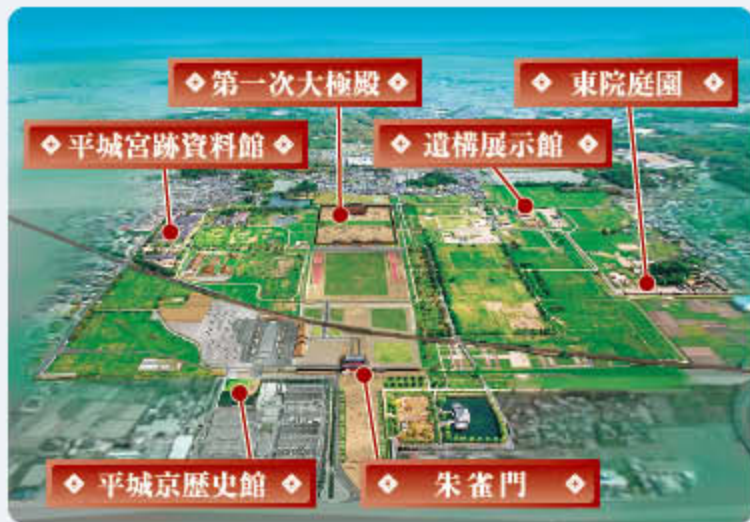 第一次大極殿
東院庭園
平城宮跡資料館
遺構展示館
平城京歴史館
朱雀門